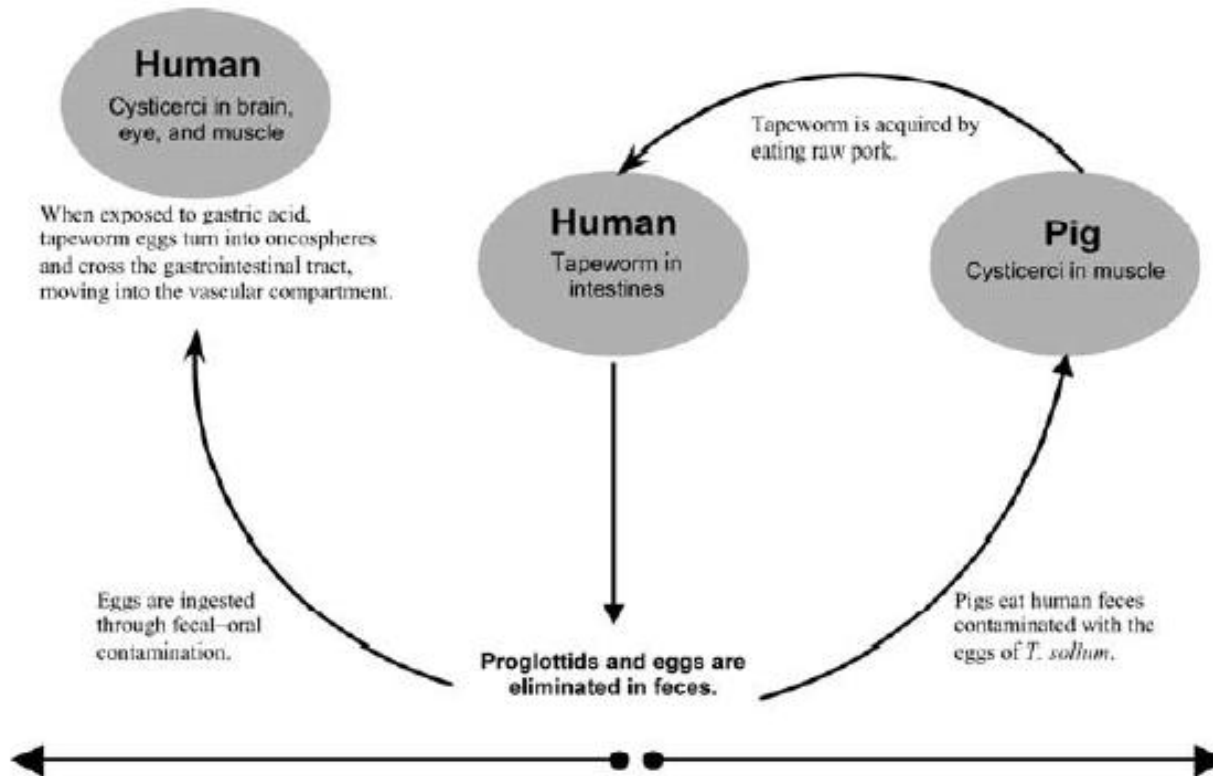 Human
Cysticerci in brain,
eye, and muscle
When exposed to gastric acid,
tapeworm eggs turn into oncospheres
and cross the gastrointestinal tract,
moving into the vascular compartment.
Tapeworm is acquired by
eating raw pork.
Human
Tapeworm in
intestines
Pig
Cysticerci in muscle
Eggs are ingested
through fecal–oral
contamination.
Proglottids and eggs are
eliminated in feces.
Pigs eat human feces
contaminated with the
eggs of T. sollum.